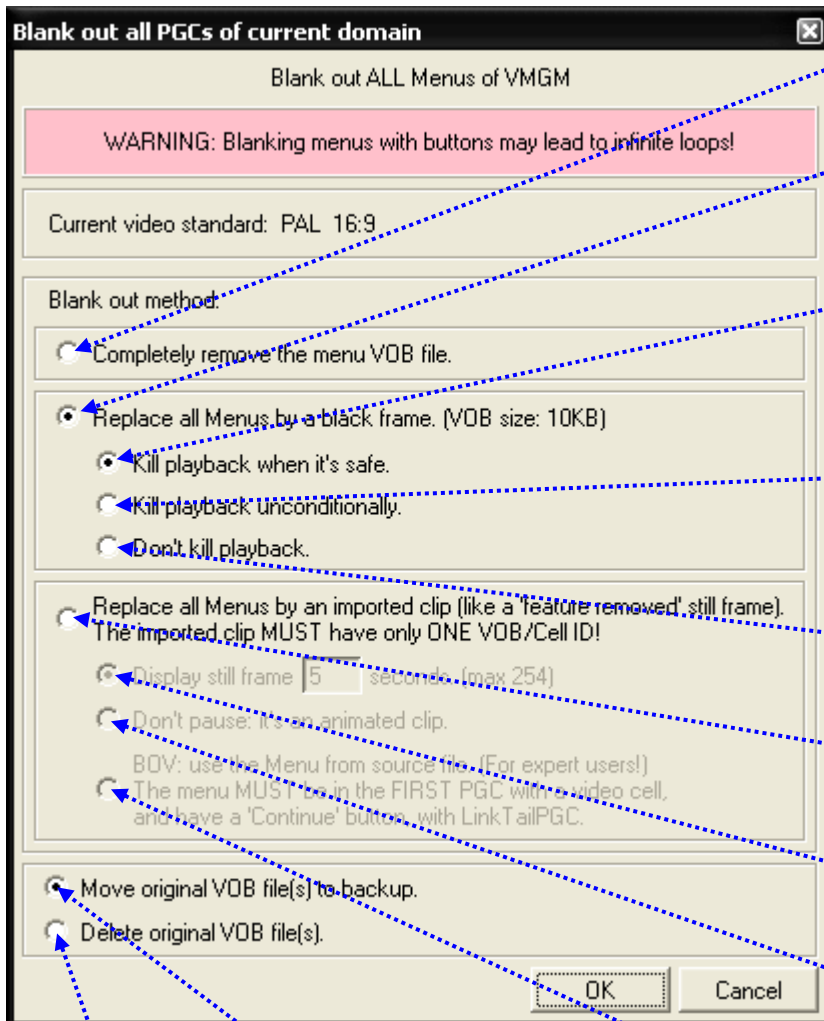 Blank out all PGCs of current domain
Blank out ALL Menus of VMGM
WARNING: Blanking menus with buttons may lead to infinite loops!
Current video standard: PAL 16:9
Blank out method:
Completely remove the menu VOB file.
Replace all Menus by a black frame. (VOB size: 10KB)
Kill playback when it's safe.
Kill playback unconditionally.
Don't kill playback.
Replace all Menus by an imported clip (like a 'feature removed' still frame).
The imported clip MUST have only ONE VOB/Cell ID!
Display still frame 5 seconds. (max 254)
Don't pause: it's an animated clip.
BOV: use the Menu from source file. (For expert users!)
The menu MUST be in the FIRST PGC with a video cell,
and have a 'Continue' button, with LinkTailPGC.
Move original VOB file(s) to backup.
Delete original VOB file(s).
OK Cancel